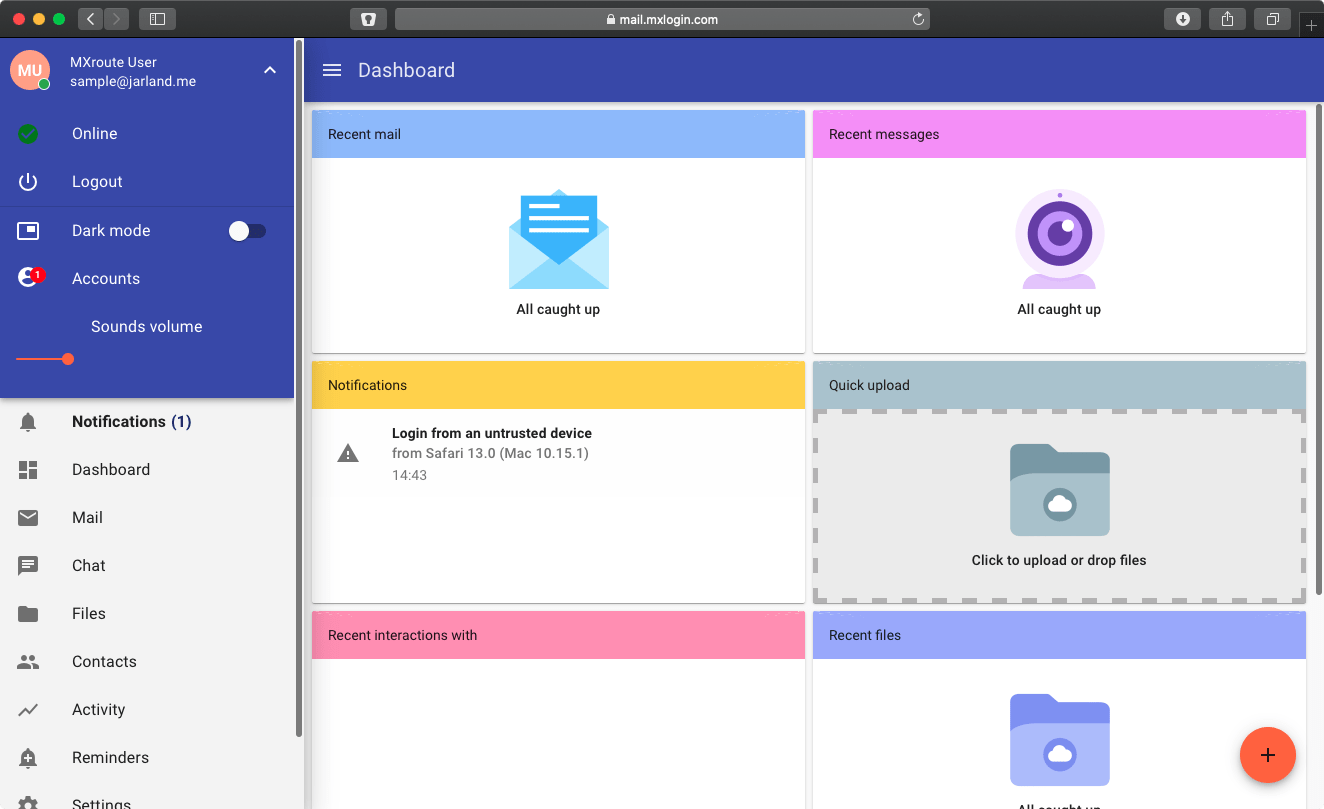 mail.mxlogin.com
MU
MXroute User
sample@jarland.me
Online
Logout
Dark mode
1
Accounts
Sounds volume
Notifications (1)
Dashboard
Mail
Chat
Files
Contacts
Activity
Reminders
Settings
Dashboard
Recent mail
All caught up
Recent messages
All caught up
Notifications
Login from an untrusted device
from Safari 13.0 (Mac 10.15.1)
14:43
Quick upload
Click to upload or drop files
Recent interactions with
Recent files
All caught up